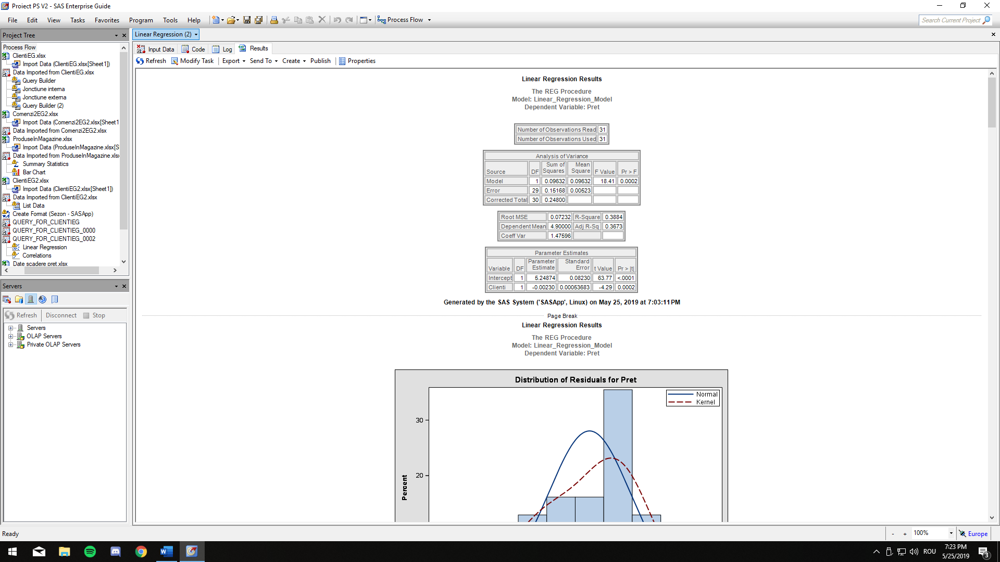 Project PS V2 - SAS Enterprise Guide
File Edit View Tasks Favorites Program Tools Help Process Flow Search Current Project
Project Tree
Process Flow
ClientiEG.xlsx
Import Data (ClientiEG.xlsx[Sheet1])
Data Imported from ClientiEG.xlsx
Query Builder
Jonctiune interna
Jonctiune externa
Query Builder (2)
Comenzi2EG2.xlsx
Import Data (Comenzi2EG2.xlsx[Sheet1
Data Imported from Comenzi2EG2.xlsx
ProduseInMagazine.xlsx
Import Data (ProduseInMagazine.xlsx[S
Data Imported from ProduseInMagazine.xlsx
Summary Statistics
Bar Chart
ClientiEG2.xlsx
Import Data (ClientiEG2.xlsx[Sheet1])
Data Imported from ClientiEG2.xlsx
List Data
Create Format (Sezon - SASApp)
QUERY_FOR_CLIENTIEG
QUERY_FOR_CLIENTIEG_0000
QUERY_FOR_CLIENTIEG_0002
Linear Regression
Correlations
Date scadere pret.xlsx
Servers
Refresh Disconnect Stop
Servers
OLAP Servers
Private OLAP Servers
Linear Regression (2)
Input Data Code Log Results
Refresh Modify Task Export Send To Create Publish Properties
Linear Regression Results
The REG Procedure
Model: Linear_Regression_Model
Dependent Variable: Pret
Number of Observations Read 31
Number of Observations Used 31
Analysis of Variance
Source DF Sum of Squares Mean Square F Value Pr > F
Model 1 0.09632 0.09632 18.41 0.0002
Error 29 0.15168 0.00523
Corrected Total 30 0.24800
Root MSE 0.07232 R-Square 0.3884
Dependent Mean 4.90000 Adj R-Sq 0.3673
Coeff Var 1.47596
Parameter Estimates
Variable DF Parameter Estimate Standard Error t Value Pr > |t|
Intercept 1 5.24874 0.08230 63.77 <.0001
Clienti 1 -0.00230 0.00053683 -4.29 0.0002
Generated by the SAS System ('SASApp', Linux) on May 25, 2019 at 7:03:11 PM
Page Break
Linear Regression Results
The REG Procedure
Model: Linear_Regression_Model
Dependent Variable: Pret
Distribution of Residuals for Pret
Normal
Kernel
30
20
Percent
Ready
- + 100% Europe
ROU 7:23 PM
5/25/2019
3